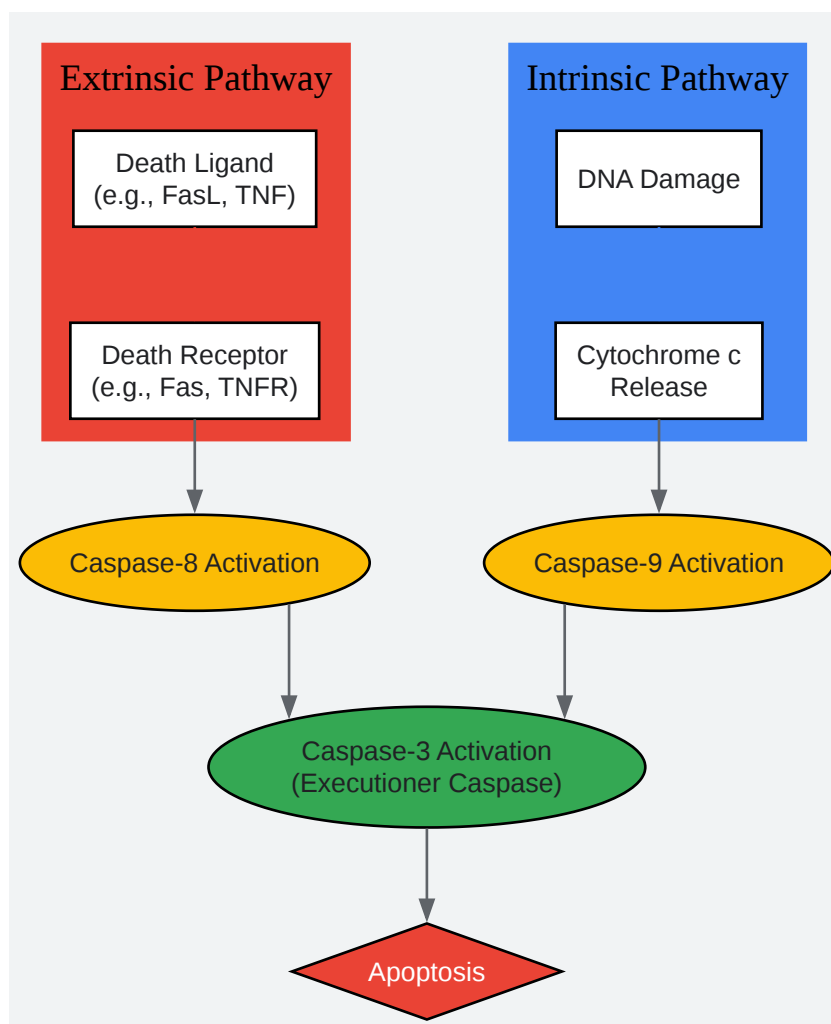 Extrinsic Pathway
Death Ligand
(e.g., FasL, TNF)
Death Receptor
(e.g., Fas, TNFR)
Intrinsic Pathway
DNA Damage
Cytochrome c
Release
Caspase-8 Activation
Caspase-9 Activation
Caspase-3 Activation
(Executioner Caspase)
Apoptosis